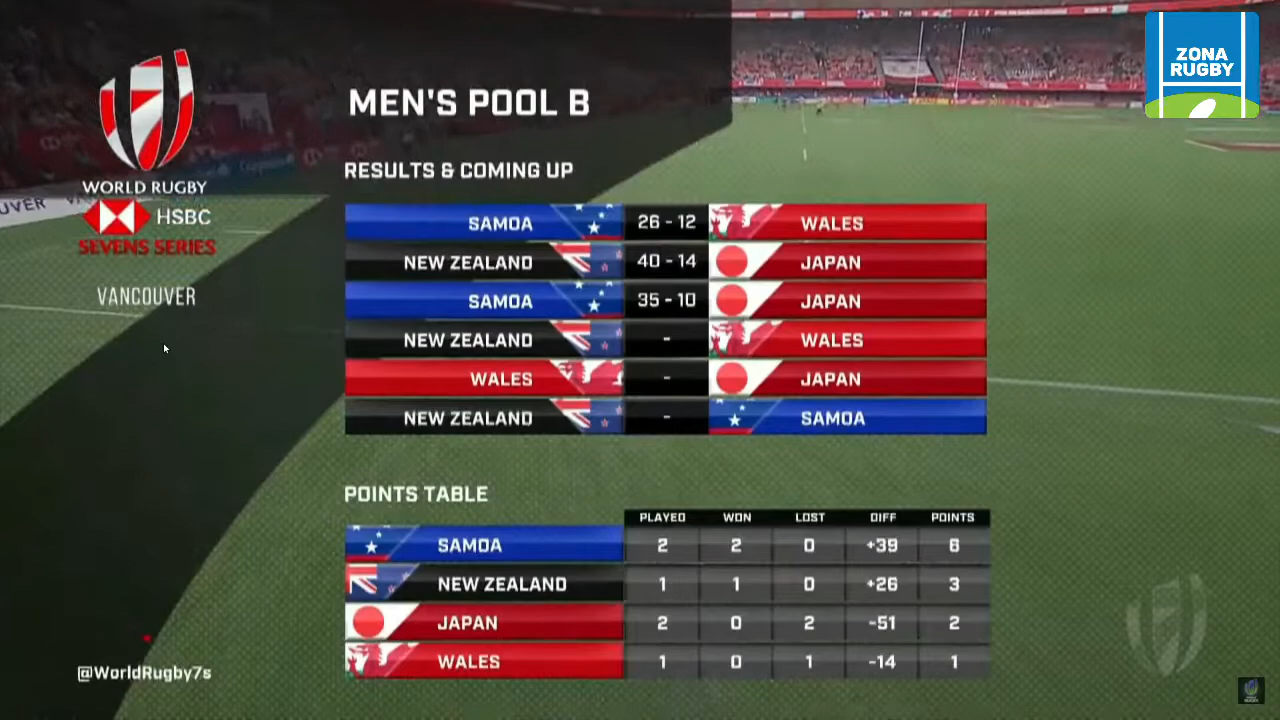 ZONA
RUGBY
MEN'S POOL B
WORLD RUGBY
HSBC
SEVENS SERIES
VANCOUVER
RESULTS & COMING UP
SAMOA 26 - 12 WALES
NEW ZEALAND 40 - 14 JAPAN
SAMOA 35 - 10 JAPAN
NEW ZEALAND - WALES
WALES - JAPAN
NEW ZEALAND - SAMOA
POINTS TABLE
PLAYED WON LOST DIFF POINTS
SAMOA 2 2 0 +39 6
NEW ZEALAND 1 1 0 +26 3
JAPAN 2 0 2 -51 2
WALES 1 0 1 -14 1
@WorldRugby7s